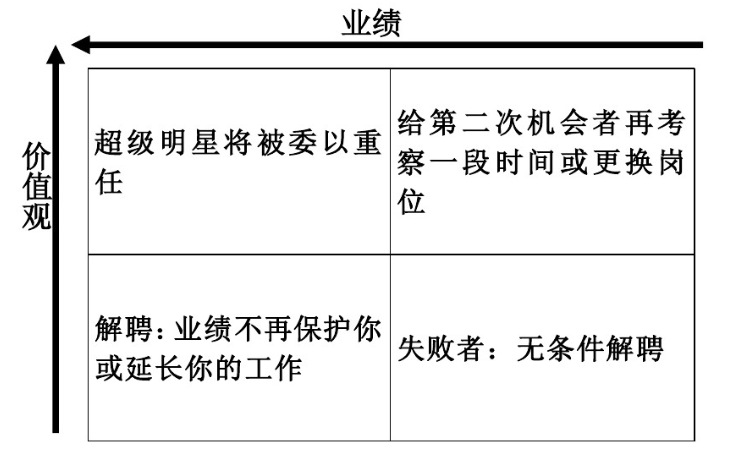 业绩
价值观
超级明星将被委以重
任
给第二次机会者再考
察一段时间或更换岗
位
解聘：业绩不再保护你
或延长你的工作
失败者：无条件解聘